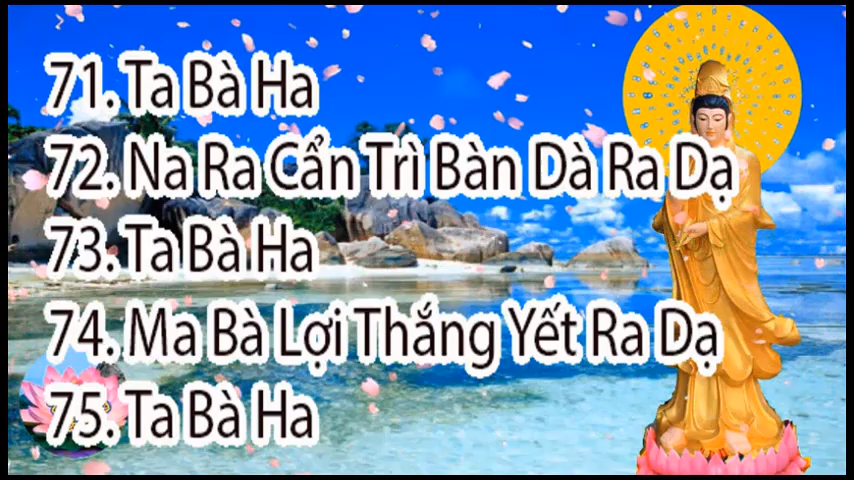 71. Ta Bà Ha
72. Na Ra Cẩn Trì Bàn Dà Ra Dạ
73. Ta Bà Ha
74. Ma Bà Lợi Thắng Yết Ra Dạ
75. Ta Bà Ha